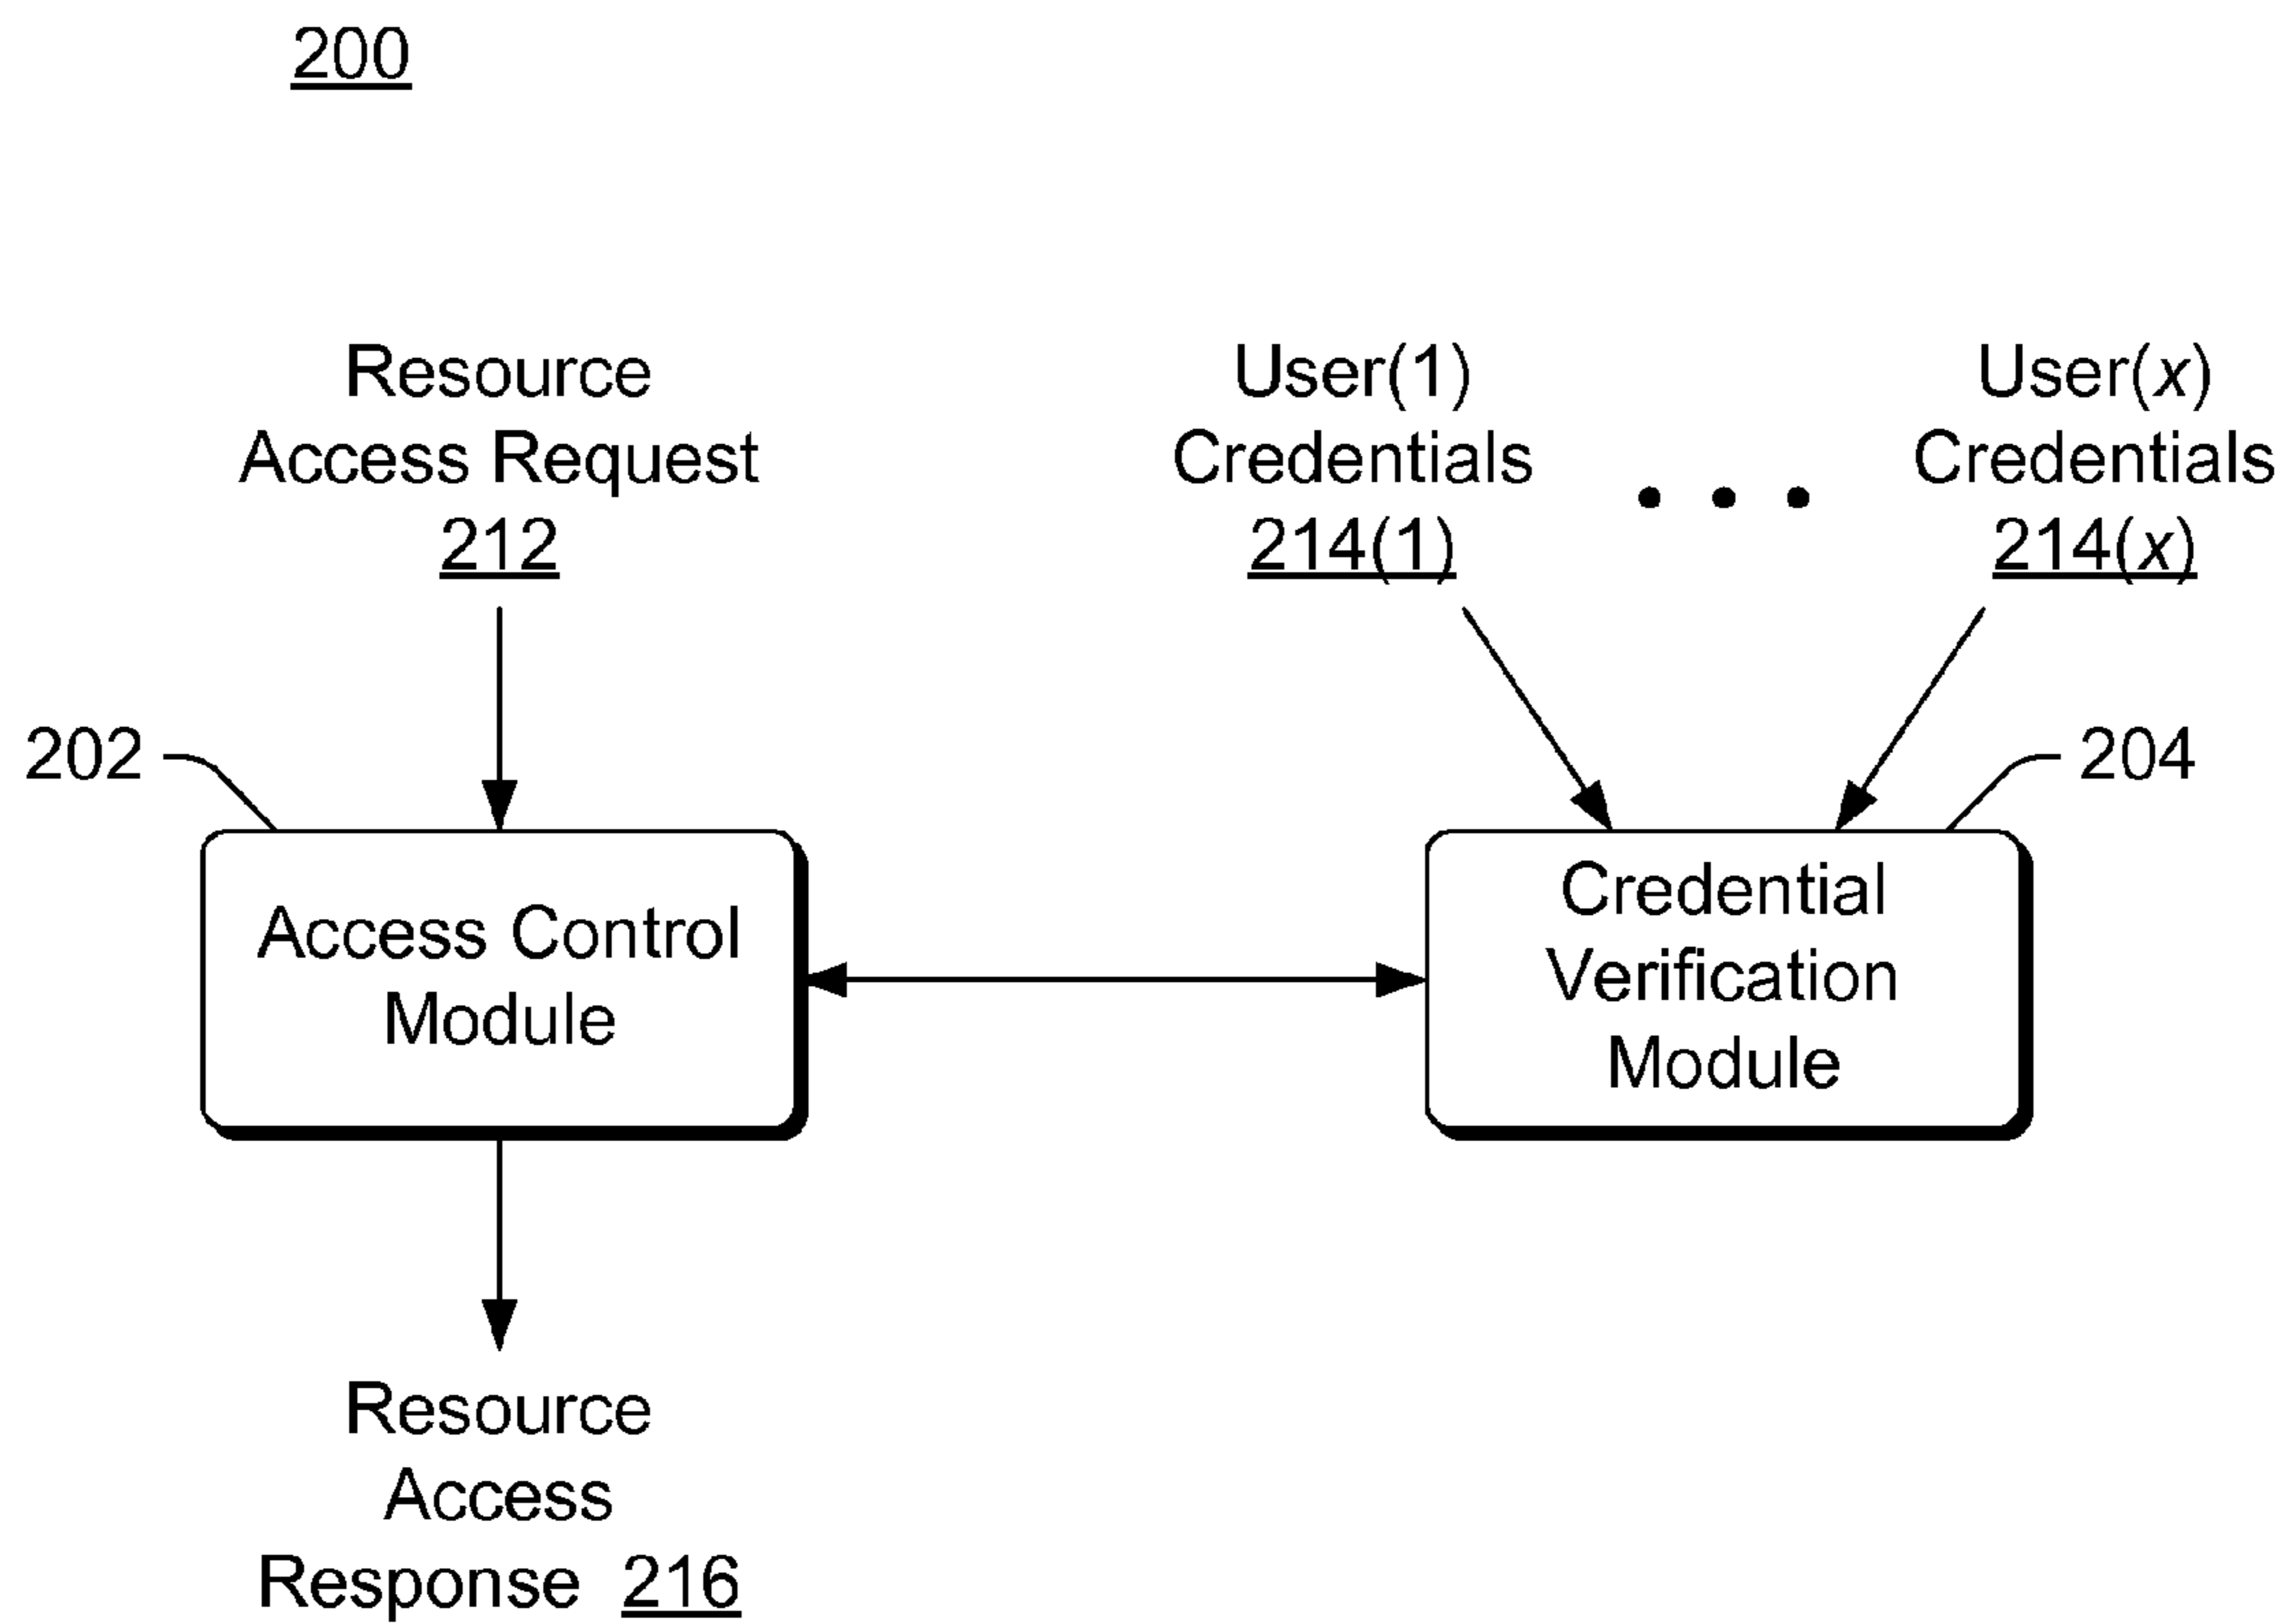 200
Resource
Access Request
212
User(1)
Credentials
214(1)
• • •
User(x)
Credentials
214(x)
202
204
Access Control
Module
Credential
Verification
Module
Resource
Access
Response 216